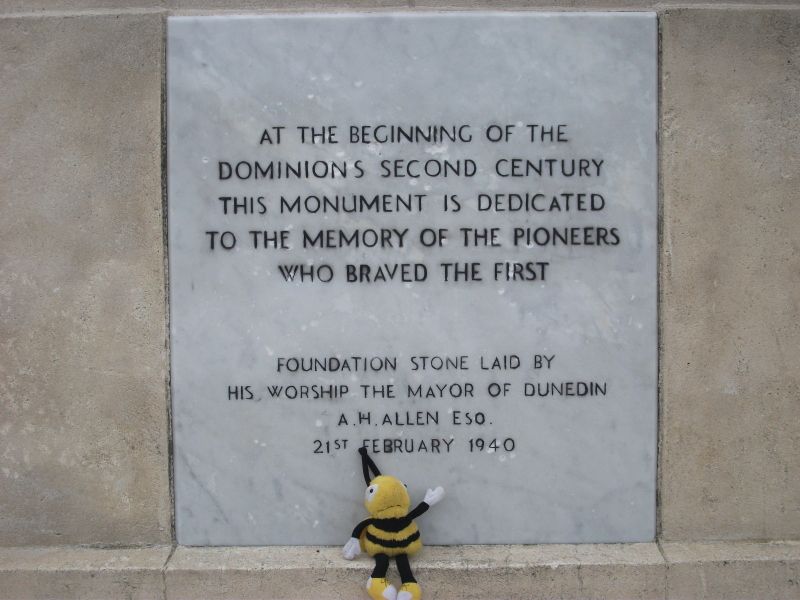 AT THE BEGINNING OF THE
DOMINIONS SECOND CENTURY
THIS MONUMENT IS DEDICATED
TO THE MEMORY OF THE PIONEERS
WHO BRAVED THE FIRST
FOUNDATION STONE LAID BY
HIS WORSHIP THE MAYOR OF DUNEDIN
A.H. ALLEN ESQ.
21ST FEBRUARY 1940